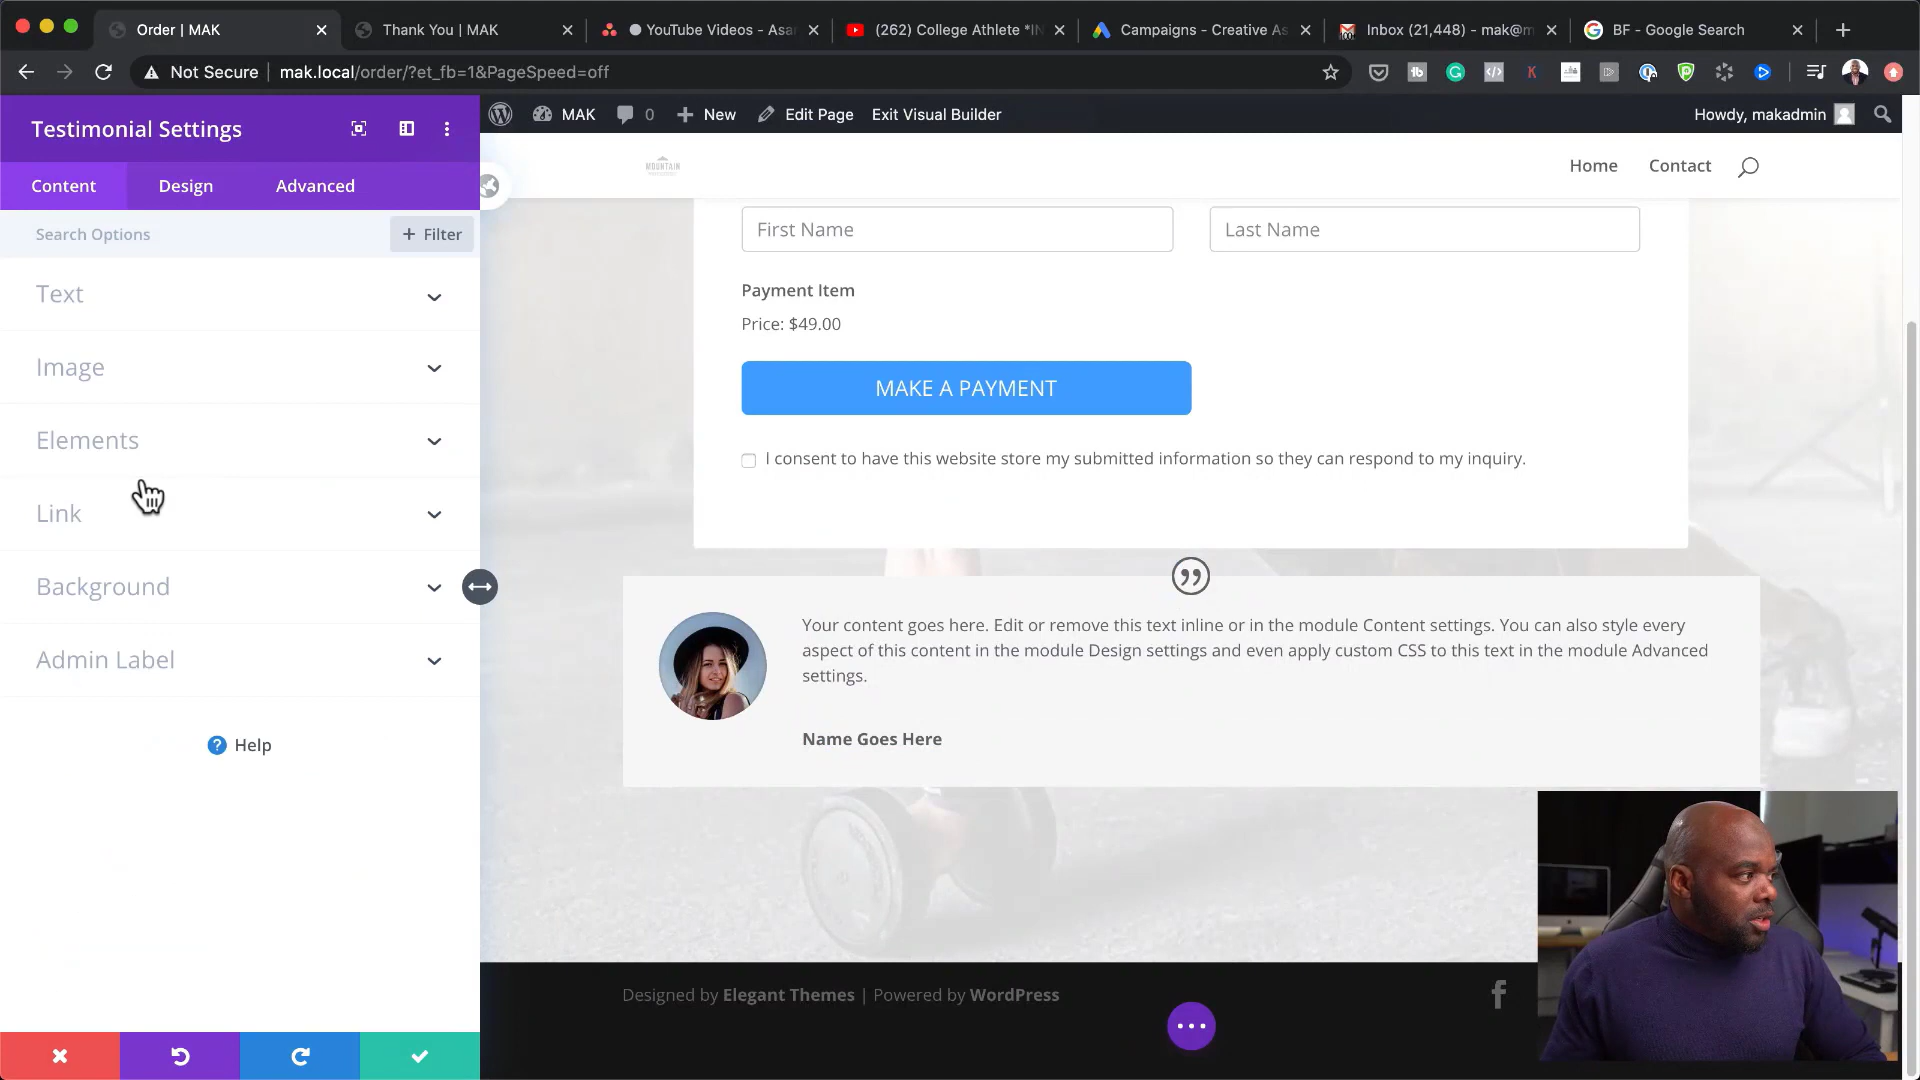 Order | MAK
Thank You | MAK
YouTube Videos - Asa
(262) College Athlete *IN
Campaigns - Creative As
Inbox (21,448) - mak@m
BF - Google Search
Not Secure
mak.local/order/?et_fb=1&PageSpeed=off
Testimonial Settings
MAK
0
New
Edit Page
Exit Visual Builder
Howdy, makadmin
Content
Design
Advanced
MOUNTAIN
Home
Contact
Search Options
+ Filter
Text
Image
Elements
Link
Background
Admin Label
Help
First Name
Last Name
Payment Item
Price: $49.00
MAKE A PAYMENT
I consent to have this website store my submitted information so they can respond to my inquiry.
Your content goes here. Edit or remove this text inline or in the module Content settings. You can also style every
aspect of this content in the module Design settings and even apply custom CSS to this text in the module Advanced
settings.
Name Goes Here
Designed by Elegant Themes | Powered by WordPress